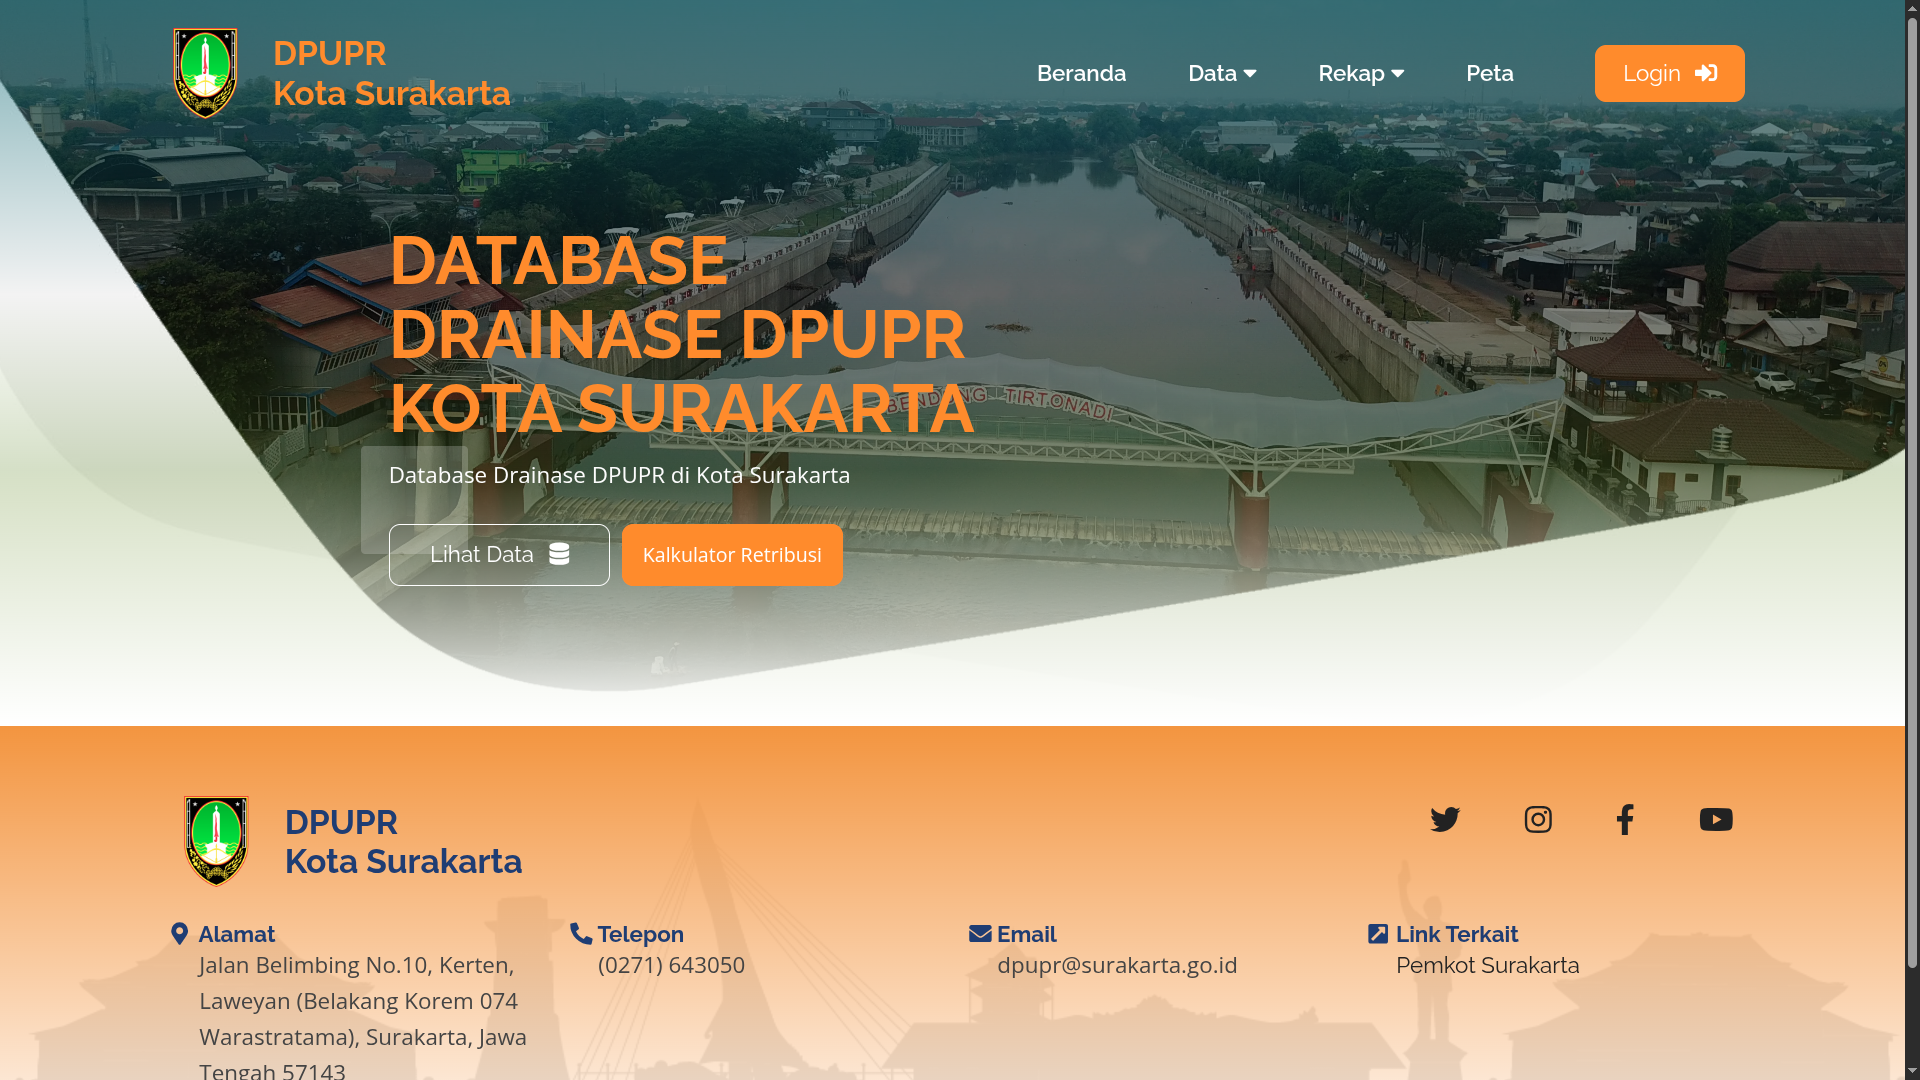 DPUPR
Kota Surakarta
Beranda
Data
Rekap
Peta
Login
DATABASE
DRAINASE DPUPR
KOTA SURAKARTA
BENDUNG TIRTONADI
Database Drainase DPUPR di Kota Surakarta
Lihat Data
Kalkulator Retribusi
DPUPR
Kota Surakarta
Alamat
Jalan Belimbing No.10, Kerten,
Laweyan (Belakang Korem 074
Warastratama), Surakarta, Jawa
Tengah 57143
Telepon
(0271) 643050
Email
dpupr@surakarta.go.id
Link Terkait
Pemkot Surakarta